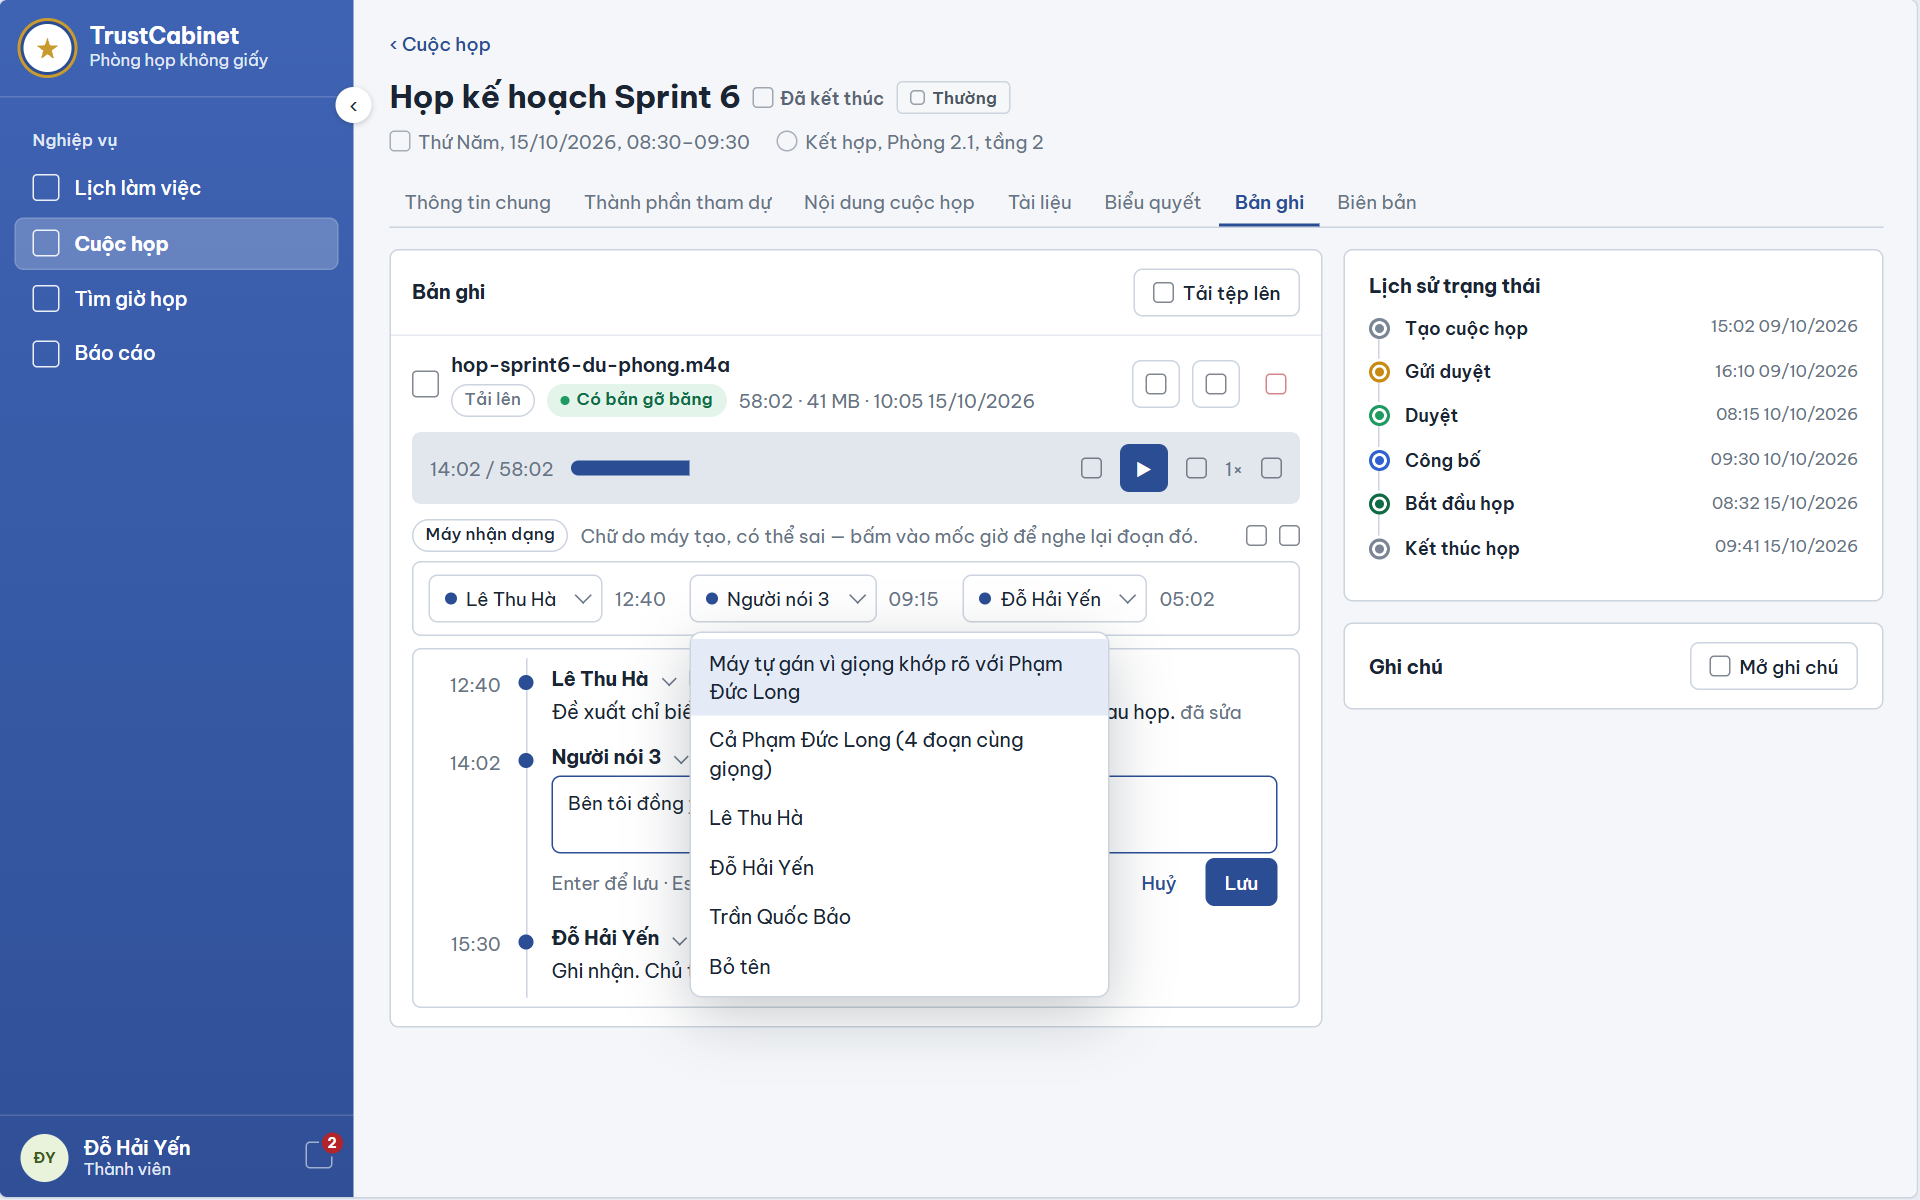 TrustCabinet
Phòng họp không giấy
Nghiệp vụ
Lịch làm việc
Cuộc họp
Tìm giờ họp
Báo cáo
ĐY
Đỗ Hải Yến
Thành viên
2
‹ Cuộc họp
Họp kế hoạch Sprint 6
Đã kết thúc
Thường
Thứ Năm, 15/10/2026, 08:30–09:30
Kết hợp, Phòng 2.1, tầng 2
Thông tin chung
Thành phần tham dự
Nội dung cuộc họp
Tài liệu
Biểu quyết
Bản ghi
Biên bản
Bản ghi
Tải tệp lên
hop-sprint6-du-phong.m4a
Tải lên
Có bản gỡ băng
58:02 · 41 MB · 10:05 15/10/2026
14:02 / 58:02
1×
Máy nhận dạng
Chữ do máy tạo, có thể sai — bấm vào mốc giờ để nghe lại đoạn đó.
Lê Thu Hà
12:40
Người nói 3
09:15
Đỗ Hải Yến
05:02
12:40
Lê Thu Hà
Đề xuất chỉ
họp. đã sửa
14:02
Người nói 3
Bên tôi đồng
Enter để lưu ·
Huỷ
Lưu
15:30
Đỗ Hải Yến
Ghi nhận. Chủ
Máy tự gán vì giọng khớp rõ với Phạm
Đức Long
Cả Phạm Đức Long (4 đoạn cùng
giọng)
Lê Thu Hà
Đỗ Hải Yến
Trần Quốc Bảo
Bỏ tên
Lịch sử trạng thái
Tạo cuộc họp
15:02 09/10/2026
Gửi duyệt
16:10 09/10/2026
Duyệt
08:15 10/10/2026
Công bố
09:30 10/10/2026
Bắt đầu họp
08:32 15/10/2026
Kết thúc họp
09:41 15/10/2026
Ghi chú
Mở ghi chú